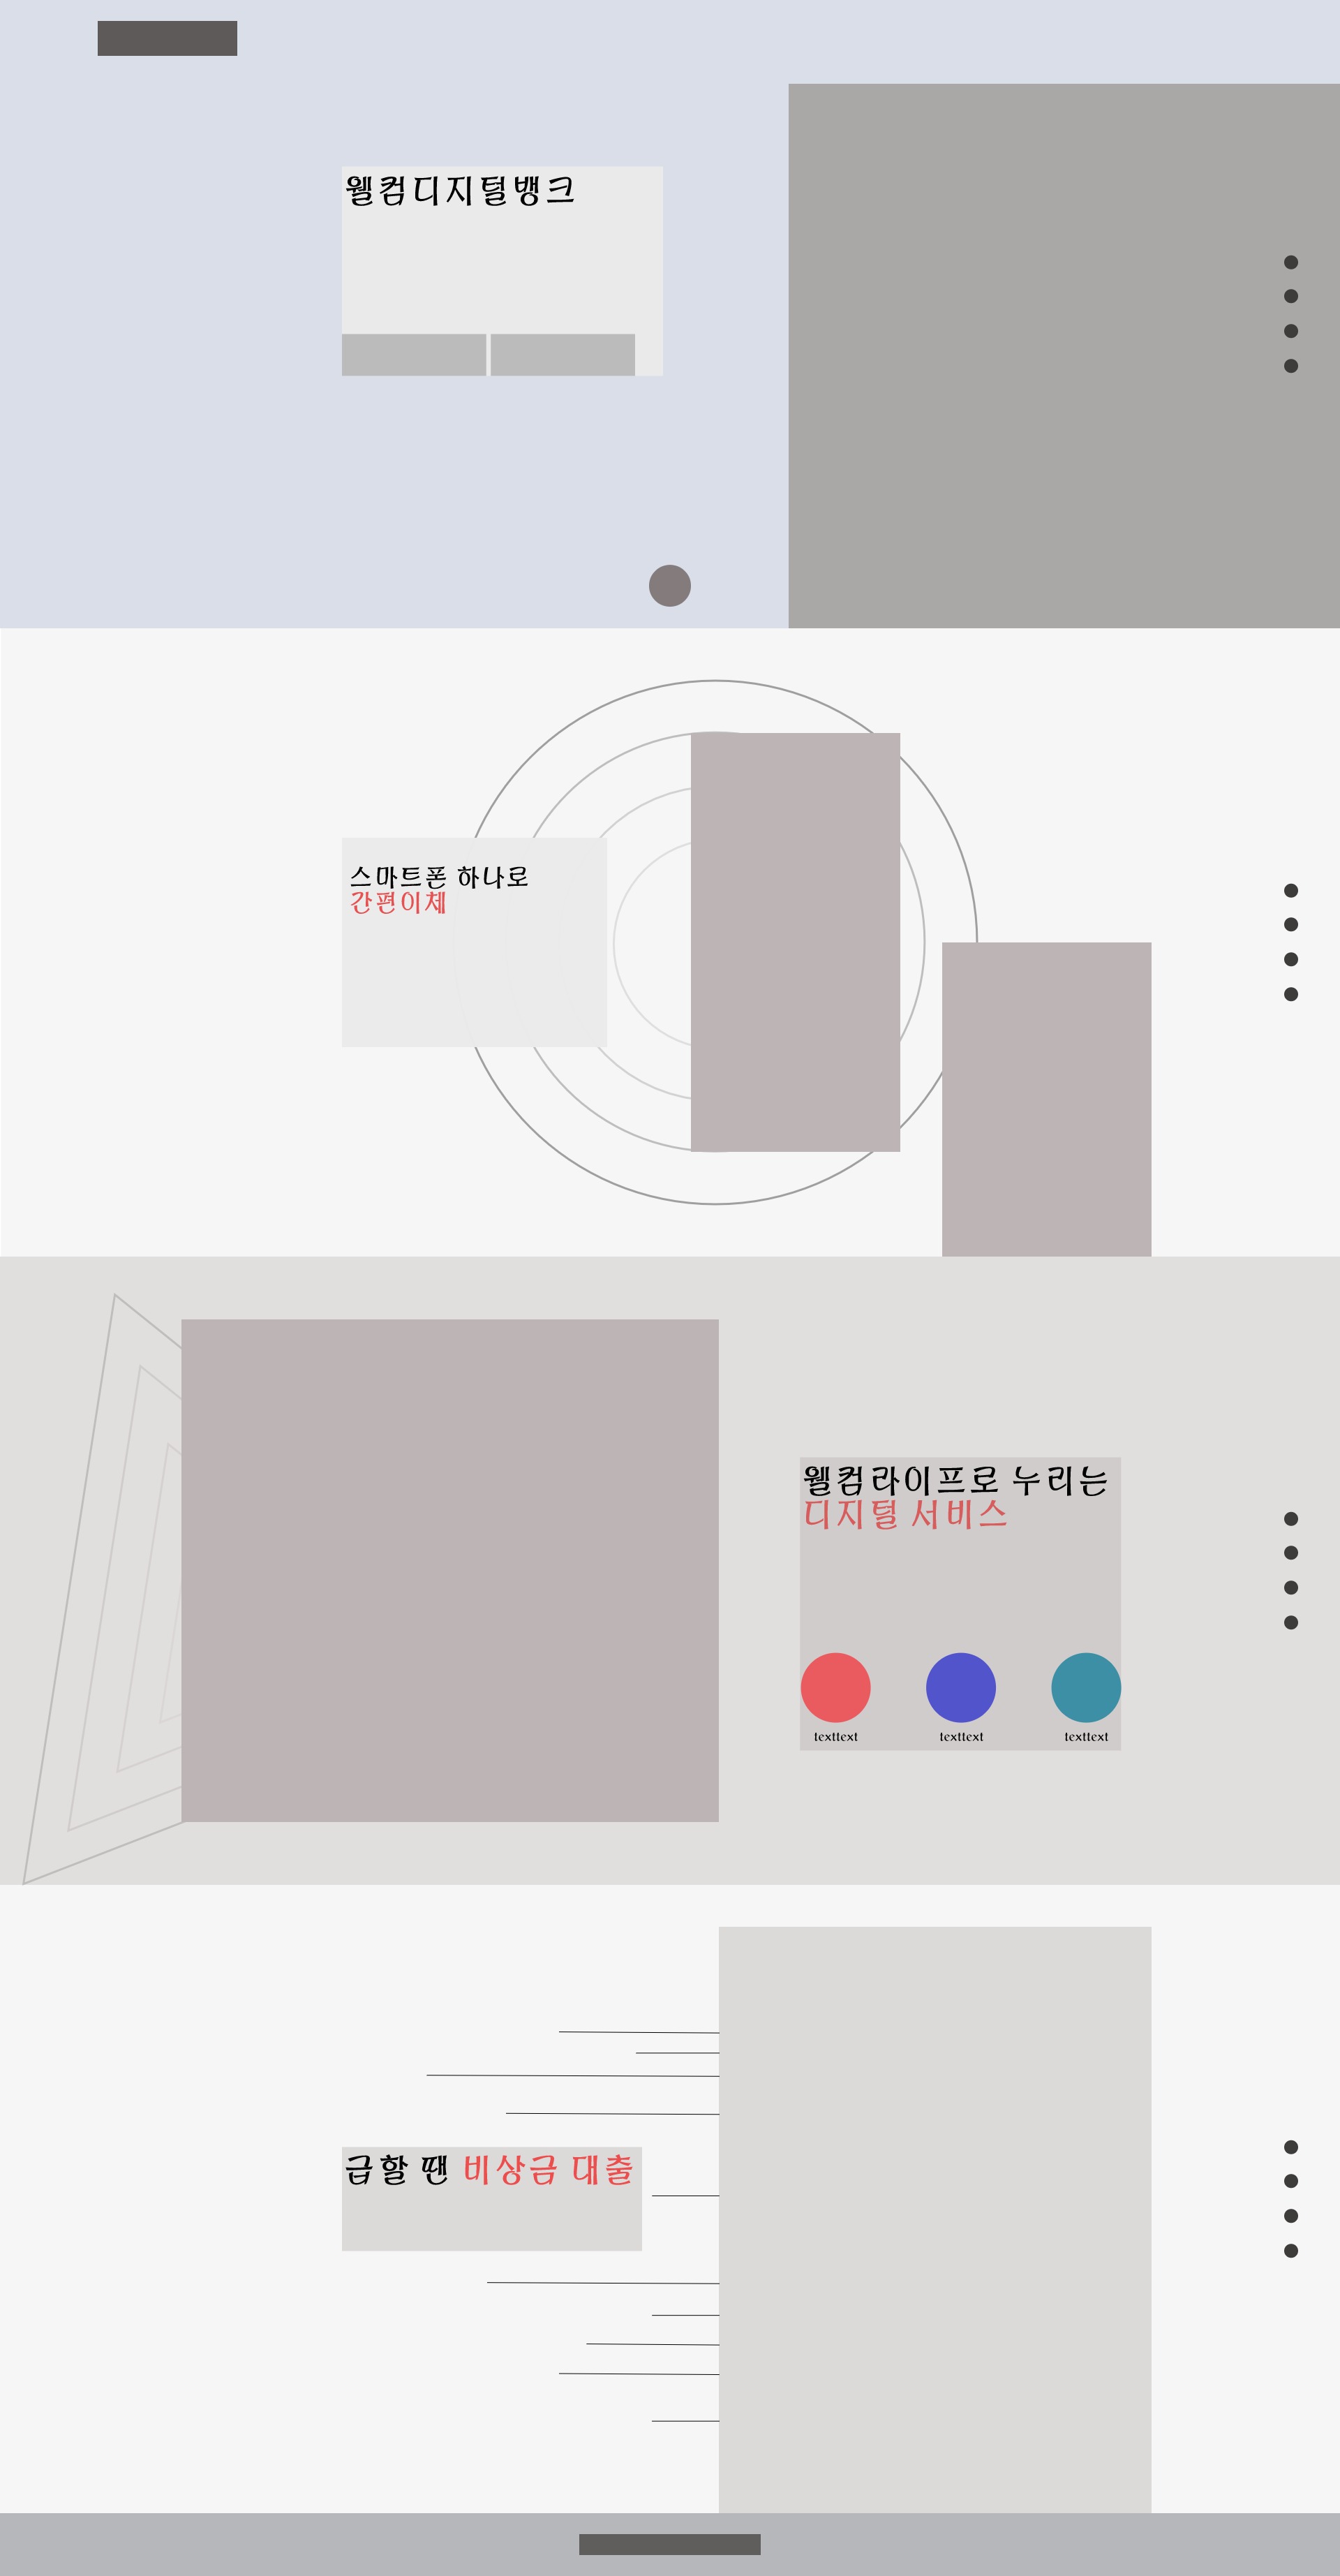 웰컴디지털뱅크
스마트폰 하나로
간편이체
웰컴라이프로 누리는
디지털 서비스
texttext texttext texttext
급할 땐 비상금 대출